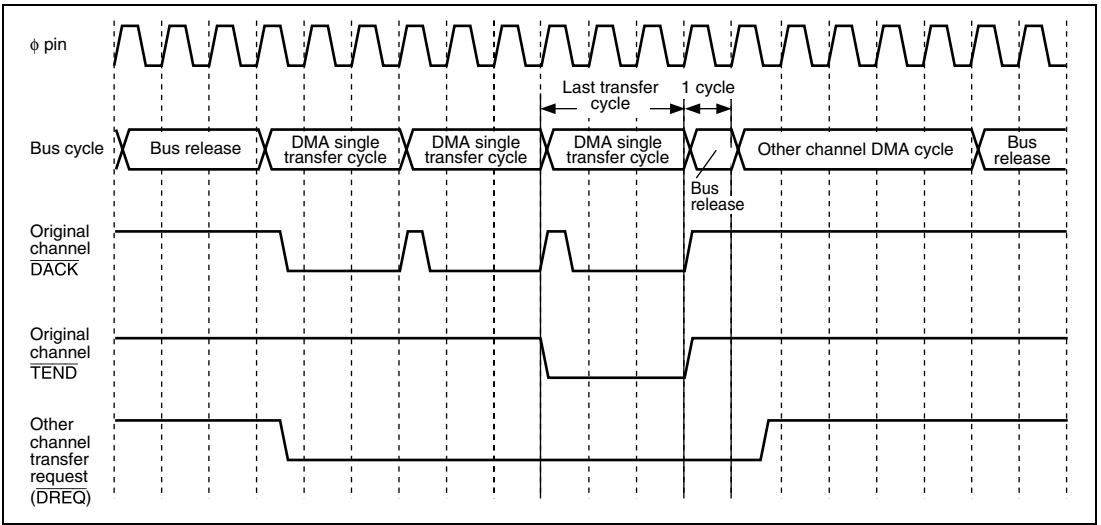 ϕ pin
Last transfer
cycle
1 cycle
Bus cycle
Bus release
DMA single
transfer cycle
DMA single
transfer cycle
DMA single
transfer cycle
Other channel DMA cycle
Bus
release
Bus
release
Original
channel
DACK
Original
channel
TEND
Other
channel
transfer
request
(DREQ)